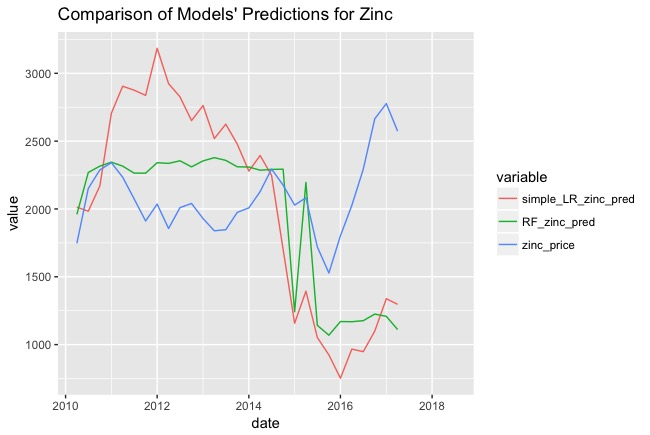 Comparison of Models' Predictions for Zinc
3000
2500
2000
1500
1000
value
2010
2012
2014
2016
2018
date
variable
simple_LR_zinc_pred
RF_zinc_pred
zinc_price